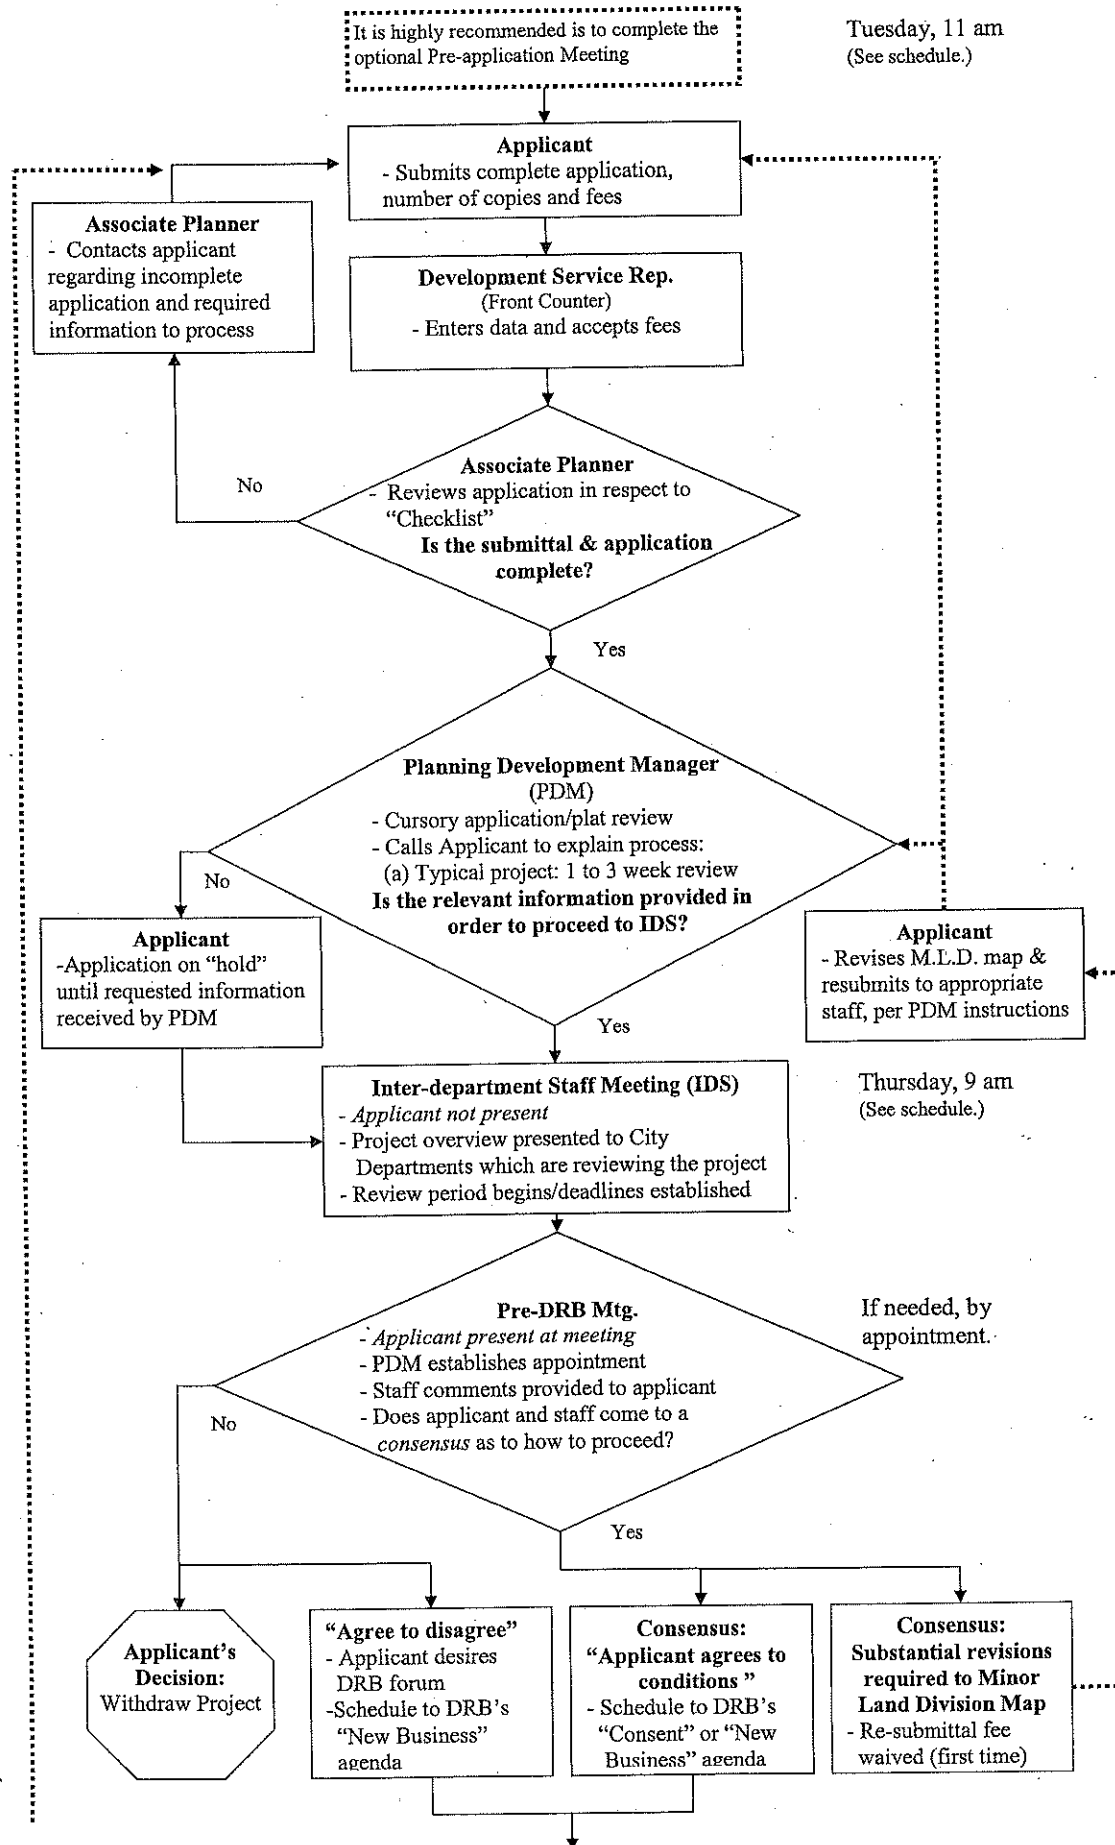 It is highly recommended is to complete the
optional Pre-application Meeting
Tuesday, 11 am
(See schedule.)
Applicant
- Submits complete application,
number of copies and fees
Associate Planner
- Contacts applicant
regarding incomplete
application and required
information to process
Development Service Rep.
(Front Counter)
- Enters data and accepts fees
No
Associate Planner
- Reviews application in respect to
"Checklist"
Is the submittal & application
complete?
Yes
Planning Development Manager
(PDM)
- Cursory application/plat review
- Calls Applicant to explain process:
(a) Typical project: 1 to 3 week review
Is the relevant information provided in
order to proceed to IDS?
No
Applicant
-Application on "hold"
until requested information
received by PDM
Applicant
- Revises M.L.D. map &
resubmits to appropriate
staff, per PDM instructions
Yes
Inter-department Staff Meeting (IDS)
- Applicant not present
- Project overview presented to City
Departments which are reviewing the project
- Review period begins/deadlines established
Thursday, 9 am
(See schedule.)
Pre-DRB Mtg.
- Applicant present at meeting
- PDM establishes appointment
- Staff comments provided to applicant
- Does applicant and staff come to a
consensus as to how to proceed?
If needed, by
appointment.
No
Yes
Applicant's
Decision:
Withdraw Project
"Agree to disagree"
- Applicant desires
DRB forum
-Schedule to DRB's
"New Business"
agenda
Consensus:
"Applicant agrees to
conditions "
- Schedule to DRB's
"Consent" or "New
Business" agenda
Consensus:
Substantial revisions
required to Minor
Land Division Map
- Re-submittal fee
waived (first time)